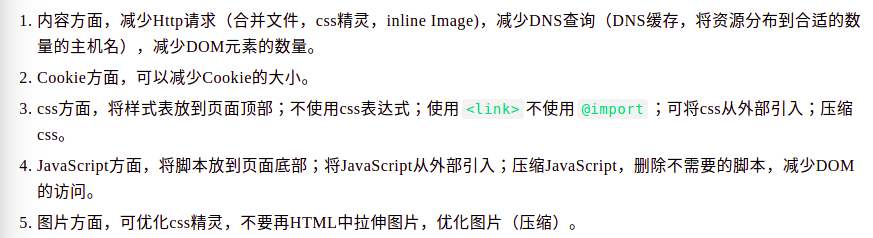 1. 内容方面，减少Http请求（合并文件，css精灵，inline Image)，减少DNS查询（DNS缓存，将资源分布到合适的数
量的主机名），减少DOM元素的数量。
2. Cookie方面，可以减少Cookie的大小。
3. css方面，将样式表放到页面顶部；不使用css表达式；使用 <link> 不使用 @import ；可将css从外部引入；压缩
css。
4. JavaScript方面，将脚本放到页面底部；将JavaScript从外部引入；压缩JavaScript，删除不需要的脚本，减少DOM
的访问。
5. 图片方面，可优化css精灵，不要再HTML中拉伸图片，优化图片（压缩）。